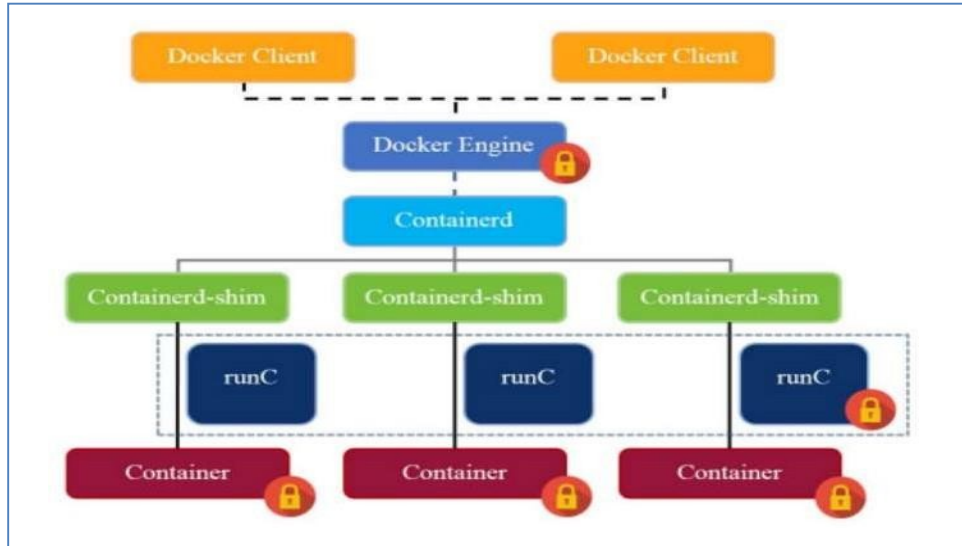 Docker Client
Docker Client
Docker Engine
Containerd
Containerd-shim
Containerd-shim
Containerd-shim
runC
runC
runC
Container
Container
Container